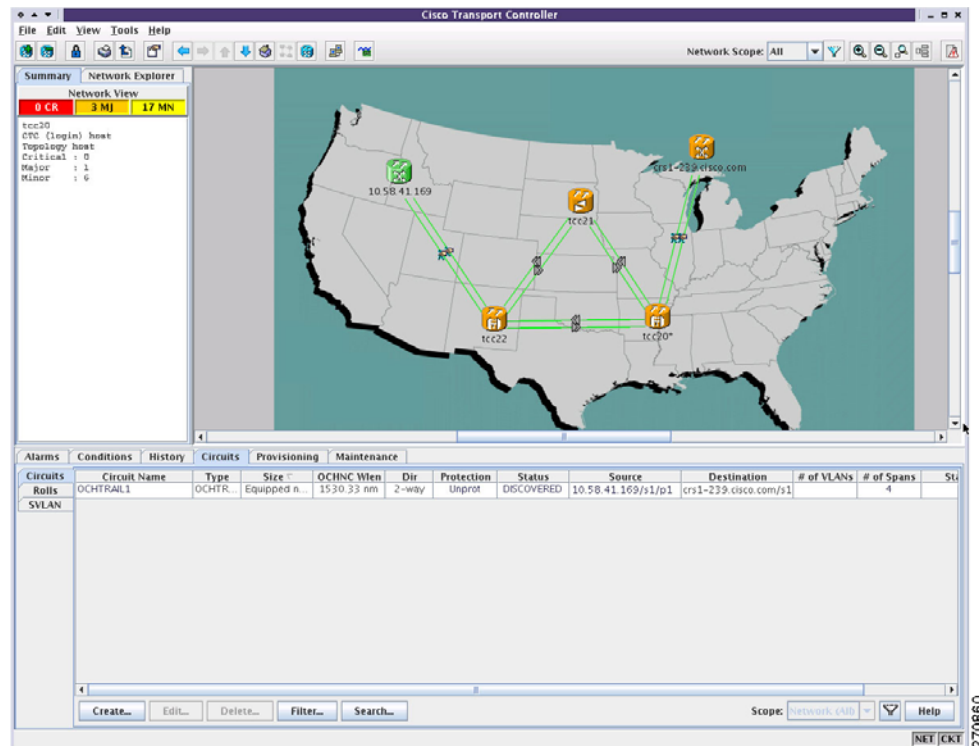 Cisco Transport Controller
File Edit View Tools Help
Network Scope: All
Summary Network Explorer
Network View
0 CR 3 MJ 17 MN
tcc20
CTC (login) host
Topology host
Critical : 0
Major : 1
Minor : 6
crs1-239.cisco.com
10.58.41.169
tcc21
tcc22
tcc20*
Alarms Conditions History Circuits Provisioning Maintenance
Circuits Circuit Name Type Size OCHNC Wlen Dir Protection Status Source Destination # of VLANs # of Spans Sta
Rolls OCHTRAIL1 OCHTR... Equipped n... 1530.33 nm 2-way Unprot DISCOVERED 10.58.41.169/s1/p1 crs1-239.cisco.com/s1 4
SVLAN
Create... Edit... Delete... Filter... Search... Scope: Network (All) Help
NET CKT
270860